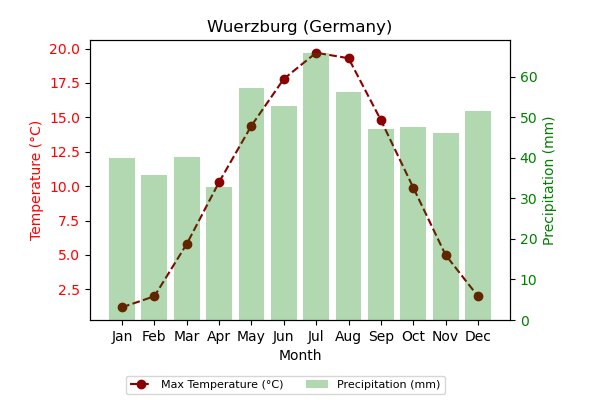 Wuerzburg (Germany)
20.0
17.5
15.0
12.5
10.0
7.5
5.0
2.5
Temperature (°C)
60
50
40
30
20
10
0
Precipitation (mm)
Jan Feb Mar Apr May Jun Jul Aug Sep Oct Nov Dec
Month
Max Temperature (°C) Precipitation (mm)